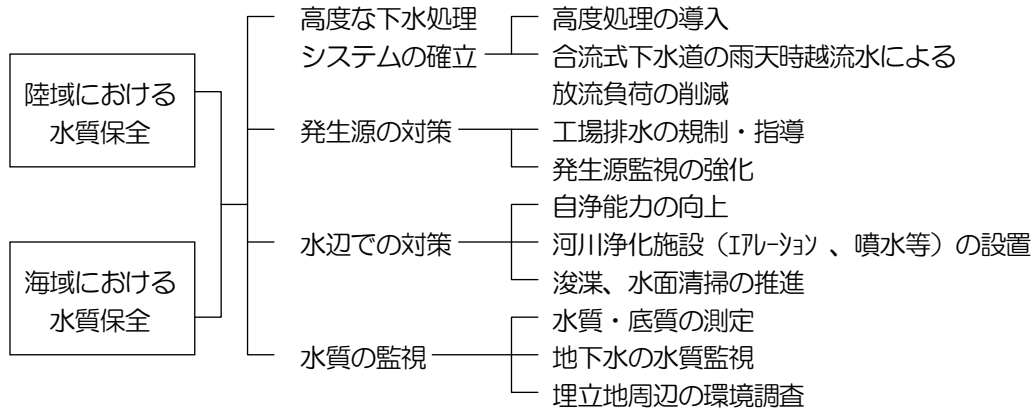 陸域における
水質保全
海域における
水質保全
高度な下水処理
システムの確立
高度処理の導入
合流式下水道の雨天時越流水による
放流負荷の削減
発生源の対策
工場排水の規制・指導
発生源監視の強化
水辺での対策
自浄能力の向上
河川浄化施設（ｴｱﾚｰｼｮﾝ 、噴水等）の設置
浚渫、水面清掃の推進
水質の監視
水質・底質の測定
地下水の水質監視
埋立地周辺の環境調査